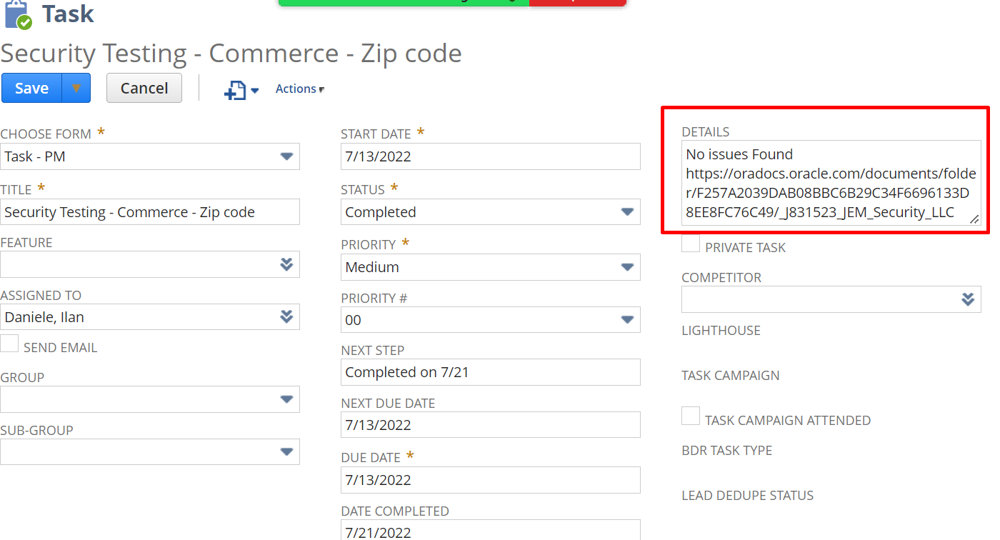 Task
Security Testing - Commerce - Zip code
Save
Cancel
Actions
CHOOSE FORM *
Task - PM
TITLE *
Security Testing - Commerce - Zip code
FEATURE
ASSIGNED TO
Daniele, Ilan
SEND EMAIL
GROUP
SUB-GROUP
START DATE *
7/13/2022
STATUS *
Completed
PRIORITY *
Medium
PRIORITY #
00
NEXT STEP
Completed on 7/21
NEXT DUE DATE
7/13/2022
DUE DATE *
7/13/2022
DATE COMPLETED
7/21/2022
DETAILS
No issues Found
https://oradocs.oracle.com/documents/folde
r/F257A2039DAB08BBC6B29C34F6696133D
8EE8FC76C49/_J831523_JEM_Security_LLC
PRIVATE TASK
COMPETITOR
LIGHTHOUSE
TASK CAMPAIGN
TASK CAMPAIGN ATTENDED
BDR TASK TYPE
LEAD DEDUPE STATUS